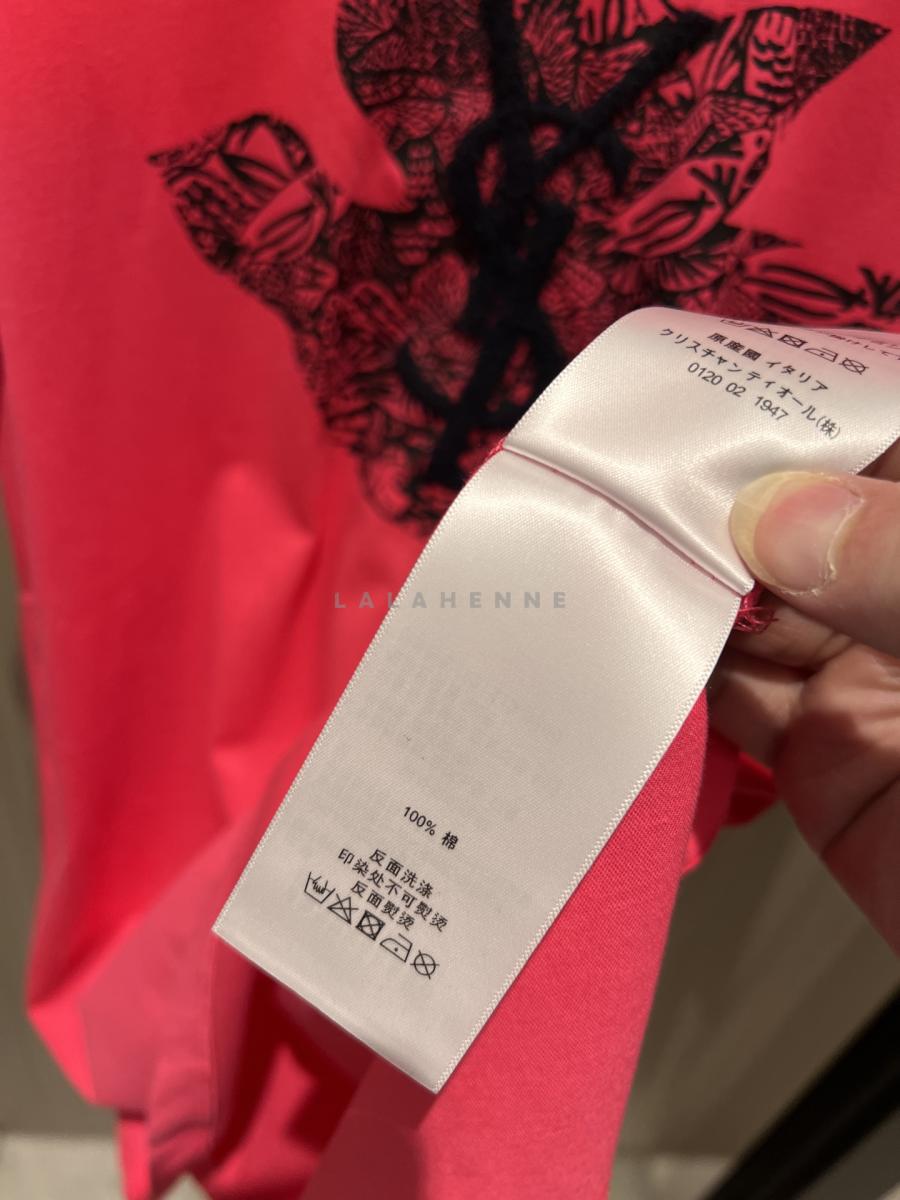 原産國 イタリア
クリスチャンディオール(株)
0120 02 1947
LALAHENNE
100% 棉
反面洗涤
印染处不可熨烫
反面熨烫